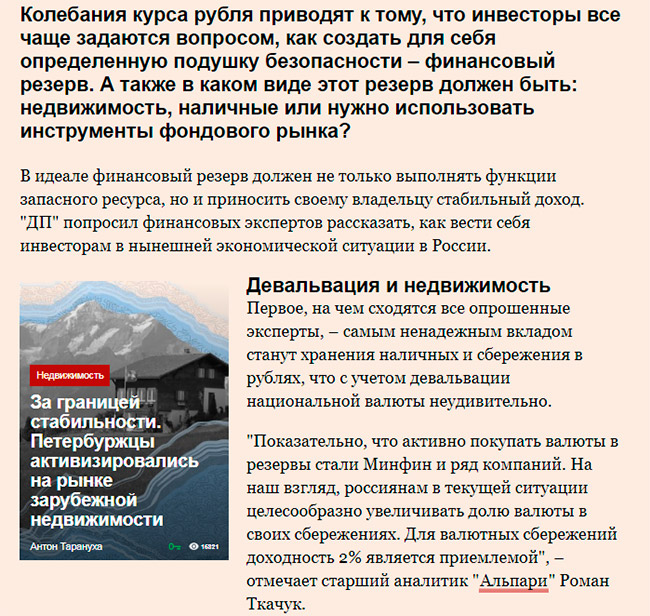 Колебания курса рубля приводят к тому, что инвесторы все
чаще задаются вопросом, как создать для себя
определенную подушку безопасности – финансовый
резерв. А также в каком виде этот резерв должен быть:
недвижимость, наличные или нужно использовать
инструменты фондового рынка?
В идеале финансовый резерв должен не только выполнять функции
запасного ресурса, но и приносить своему владельцу стабильный доход.
"ДП" попросил финансовых экспертов рассказать, как вести себя
инвесторам в нынешней экономической ситуации в России.
Недвижимость
За границей
стабильности.
Петербуржцы
активизировались
на рынке
зарубежной
недвижимости
Антон Тарануха
16821
Девальвация и недвижимость
Первое, на чем сходятся все опрошенные
эксперты, – самым ненадежным вкладом
станут хранения наличных и сбережения в
рублях, что с учетом девальвации
национальной валюты неудивительно.
"Показательно, что активно покупать валюты в
резервы стали Минфин и ряд компаний. На
наш взгляд, россиянам в текущей ситуации
целесообразно увеличивать долю валюты в
своих сбережениях. Для валютных сбережений
доходность 2% является приемлемой", –
отмечает старший аналитик "Альпари" Роман
Ткачук.